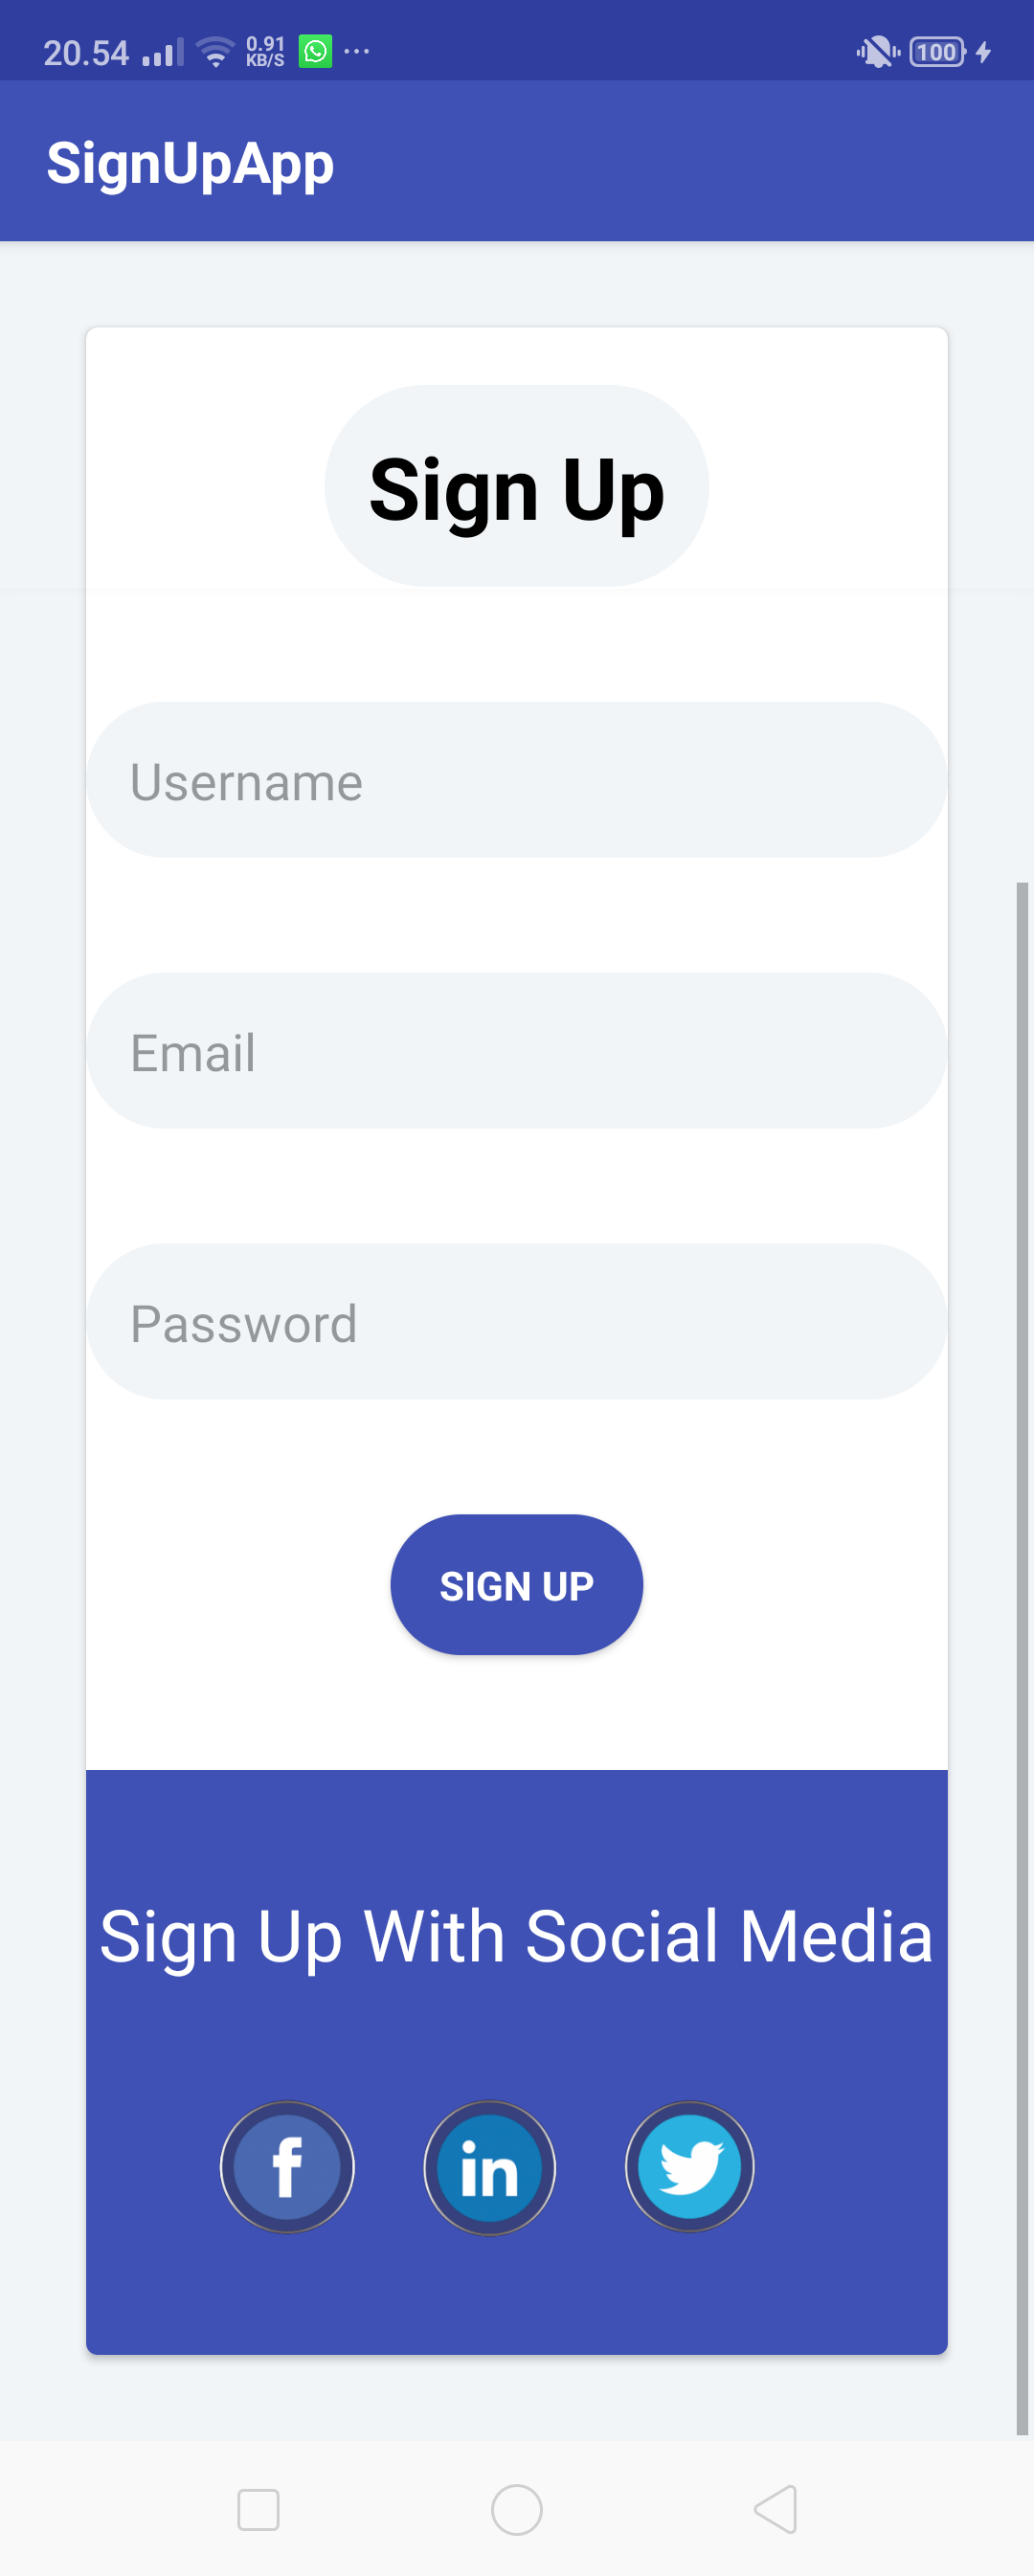 20.54 0.91 KB/S ... 100
SignUpApp
Sign Up
Username
Email
Password
SIGN UP
Sign Up With Social Media
f in